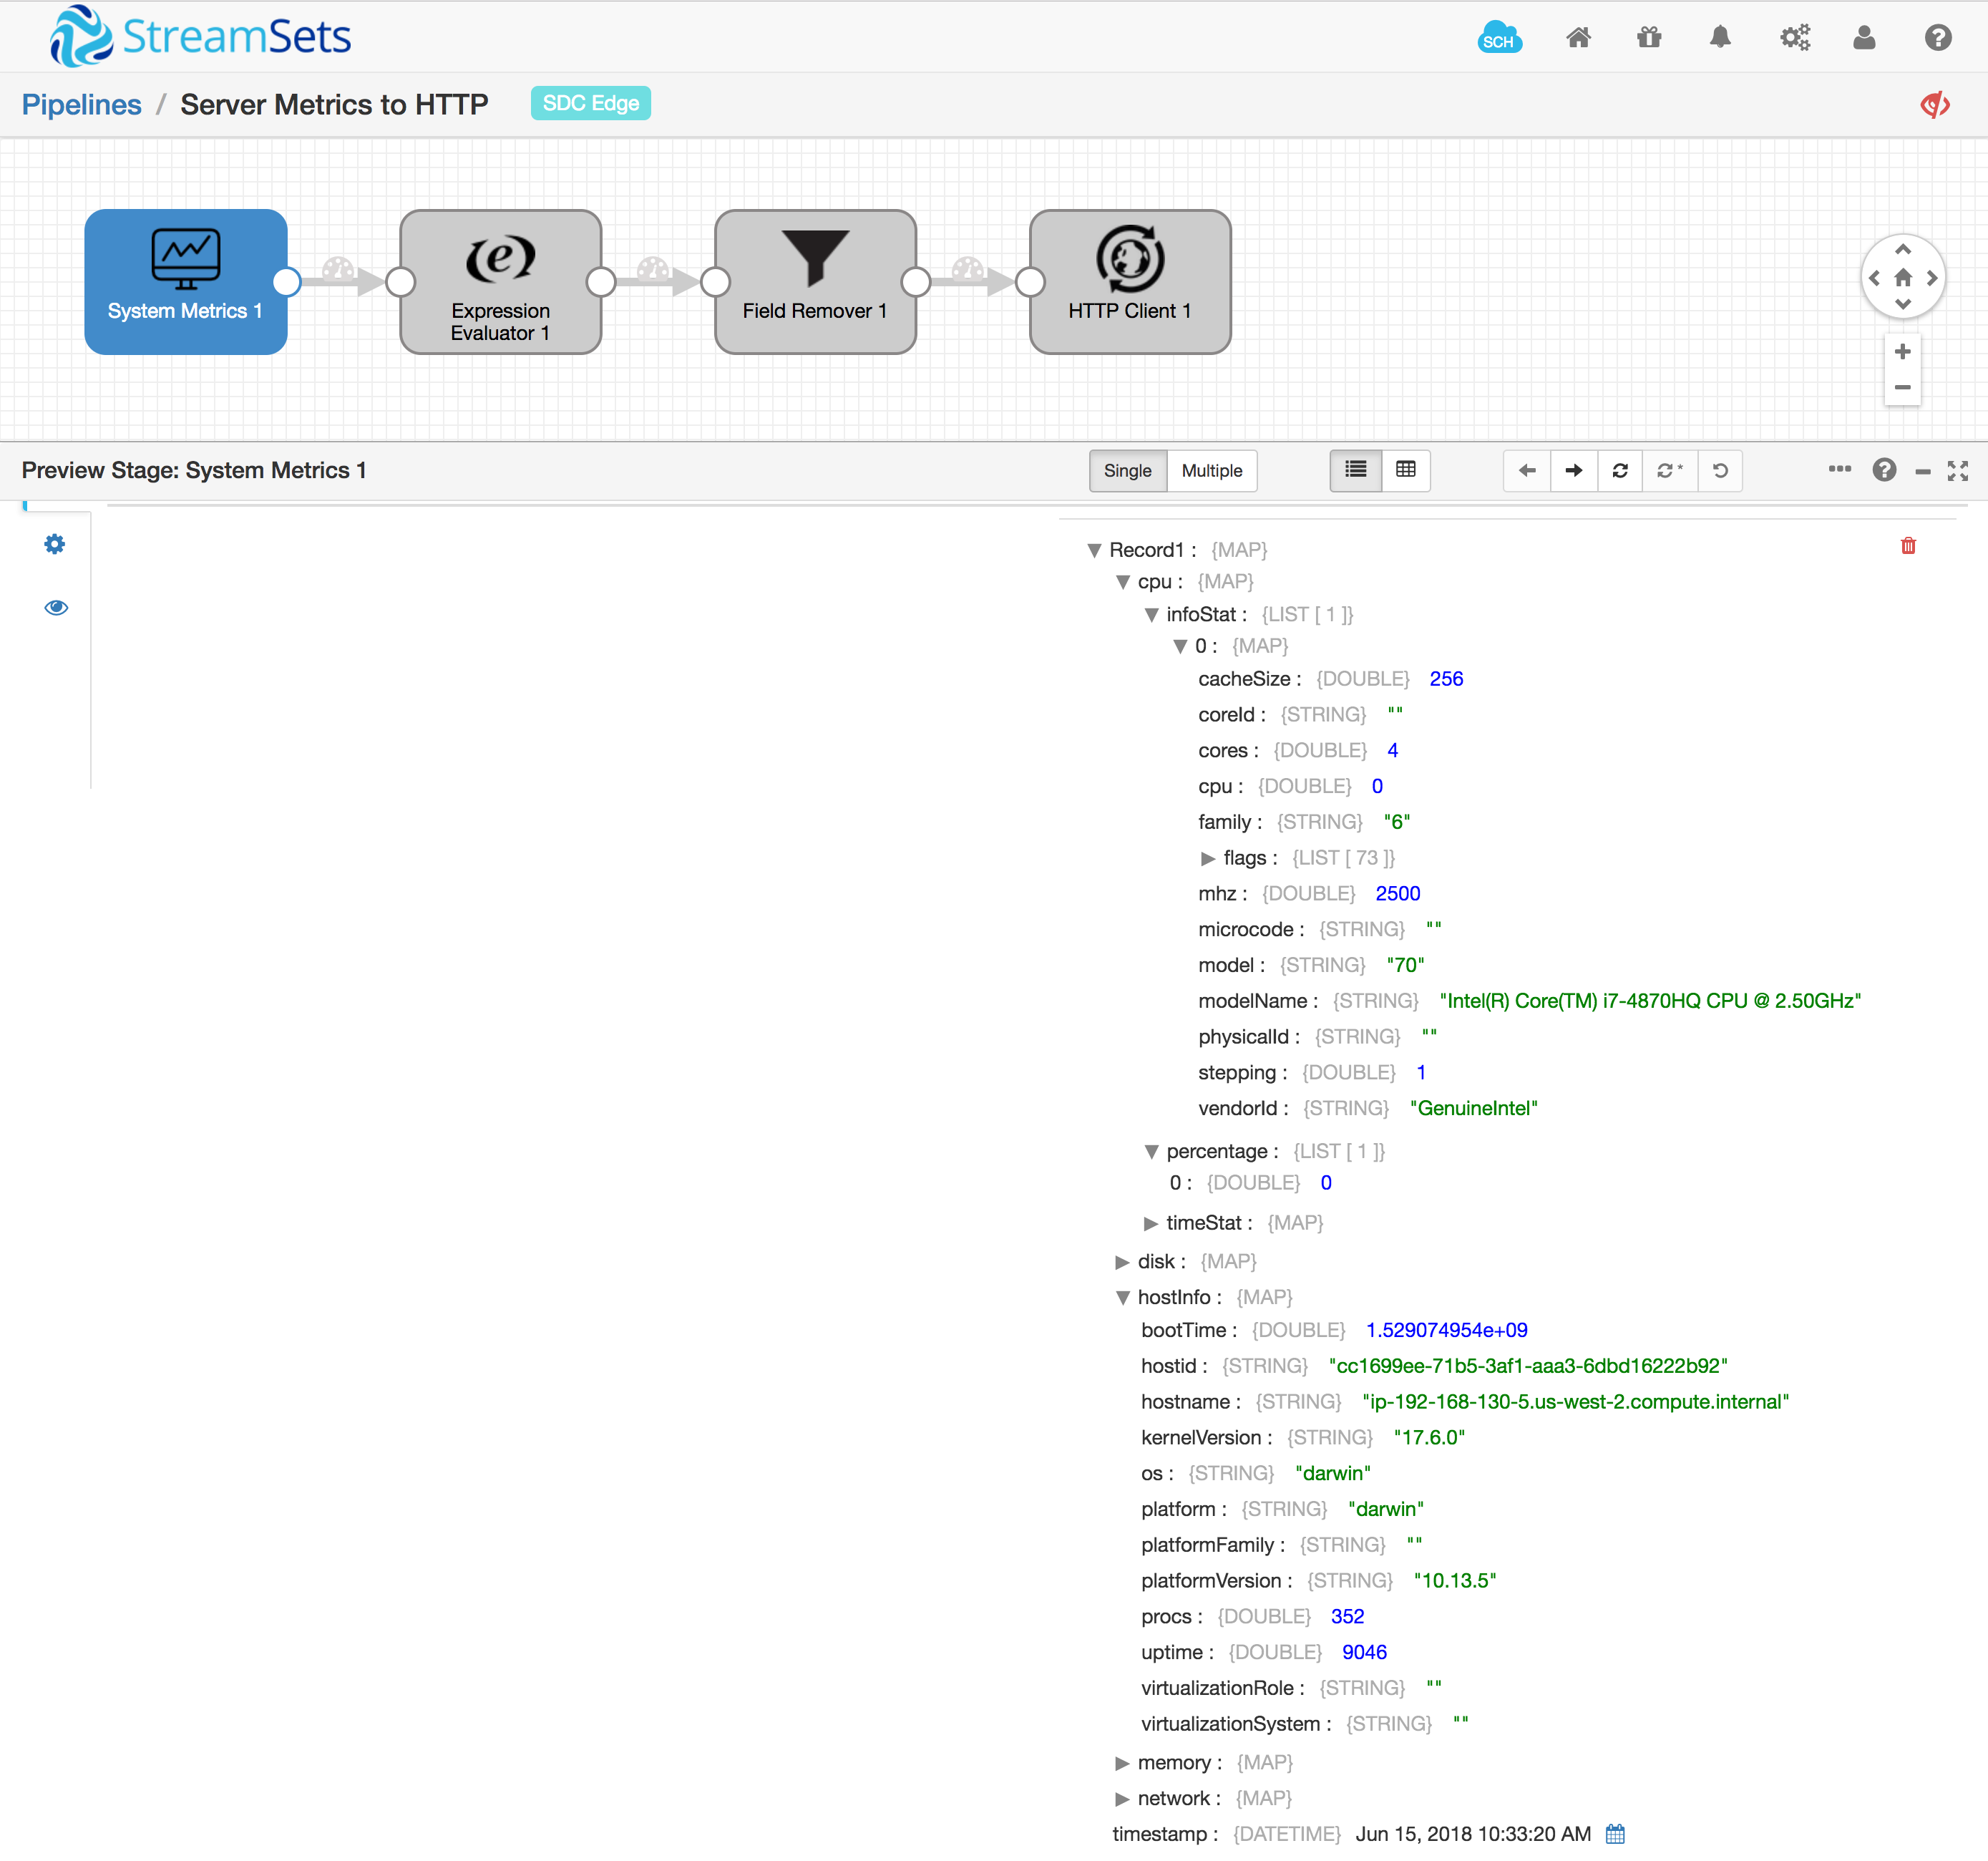 StreamSets
SCH
Pipelines / Server Metrics to HTTP SDC Edge
System Metrics 1
Expression
Evaluator 1
Field Remover 1
HTTP Client 1
Preview Stage: System Metrics 1
Single Multiple
Record1 : {MAP}
cpu : {MAP}
infoStat : {LIST [ 1 ]}
0 : {MAP}
cacheSize : {DOUBLE} 256
coreId : {STRING} ""
cores : {DOUBLE} 4
cpu : {DOUBLE} 0
family : {STRING} "6"
flags : {LIST [ 73 ]}
mhz : {DOUBLE} 2500
microcode : {STRING} ""
model : {STRING} "70"
modelName : {STRING} "Intel(R) Core(TM) i7-4870HQ CPU @ 2.50GHz"
physicalId : {STRING} ""
stepping : {DOUBLE} 1
vendorId : {STRING} "GenuineIntel"
percentage : {LIST [ 1 ]}
0 : {DOUBLE} 0
timeStat : {MAP}
disk : {MAP}
hostInfo : {MAP}
bootTime : {DOUBLE} 1.529074954e+09
hostid : {STRING} "cc1699ee-71b5-3af1-aaa3-6dbd16222b92"
hostname : {STRING} "ip-192-168-130-5.us-west-2.compute.internal"
kernelVersion : {STRING} "17.6.0"
os : {STRING} "darwin"
platform : {STRING} "darwin"
platformFamily : {STRING} ""
platformVersion : {STRING} "10.13.5"
procs : {DOUBLE} 352
uptime : {DOUBLE} 9046
virtualizationRole : {STRING} ""
virtualizationSystem : {STRING} ""
memory : {MAP}
network : {MAP}
timestamp : {DATETIME} Jun 15, 2018 10:33:20 AM